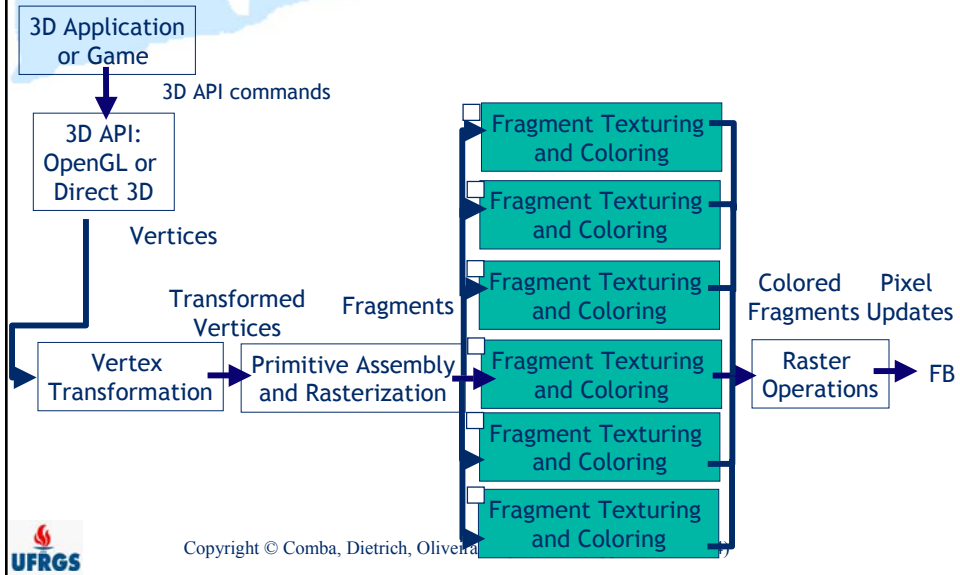 3D Application
or Game
3D API commands
3D API:
OpenGL or
Direct 3D
Vertices
Transformed
Vertices
Vertex
Transformation
Primitive Assembly
and Rasterization
Fragments
Fragment Texturing
and Coloring
Fragment Texturing
and Coloring
Fragment Texturing
and Coloring
Fragment Texturing
and Coloring
Fragment Texturing
and Coloring
Fragment Texturing
and Coloring
Colored
Fragments
Pixel
Updates
Raster
Operations
FB
UFRGS
Copyright © Comba, Dietrich, Oliveira